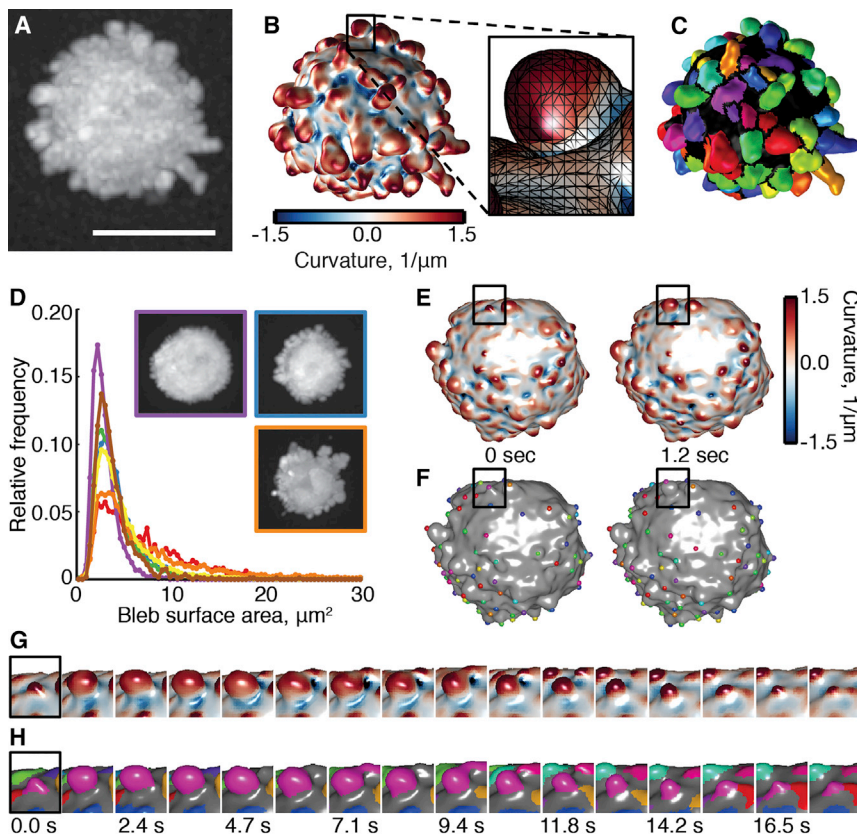 A
B
C
-1.5 0.0 1.5
Curvature, 1/µm
D
Relative frequency
0.20
0.15
0.10
0.05
0
0 10 20 30
Bleb surface area, µm²
E
0 sec 1.2 sec
1.5
0.0
-1.5
Curvature, 1/µm
F
G
H
0.0 s 2.4 s 4.7 s 7.1 s 9.4 s 11.8 s 14.2 s 16.5 s